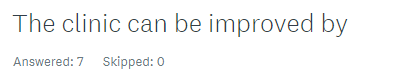 The clinic can be improved by
Answered: 7 Skipped: 0